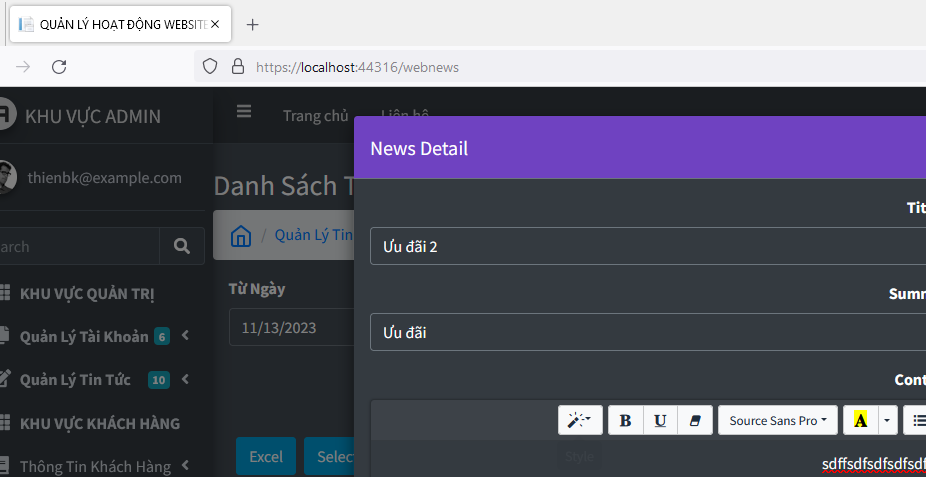 QUẢN LÝ HOẠT ĐỘNG WEBSITE
https://localhost:44316/webnews
KHU VỰC ADMIN
Trang chủ
Liên hệ
News Detail
thienbk@example.com
Danh Sách T
Tit
Quản Lý Tin
Ưu đãi 2
arch
KHU VỰC QUẢN TRỊ
Từ Ngày
Sumr
11/13/2023
Ưu đãi
Quản Lý Tài Khoản 6
Quản Lý Tin Tức 10
Cont
KHU VỰC KHÁCH HÀNG
B U Source Sans Pro A
Thông Tin Khách Hàng
Excel
Selec
Style
sdffsdfsdfsdfsdf